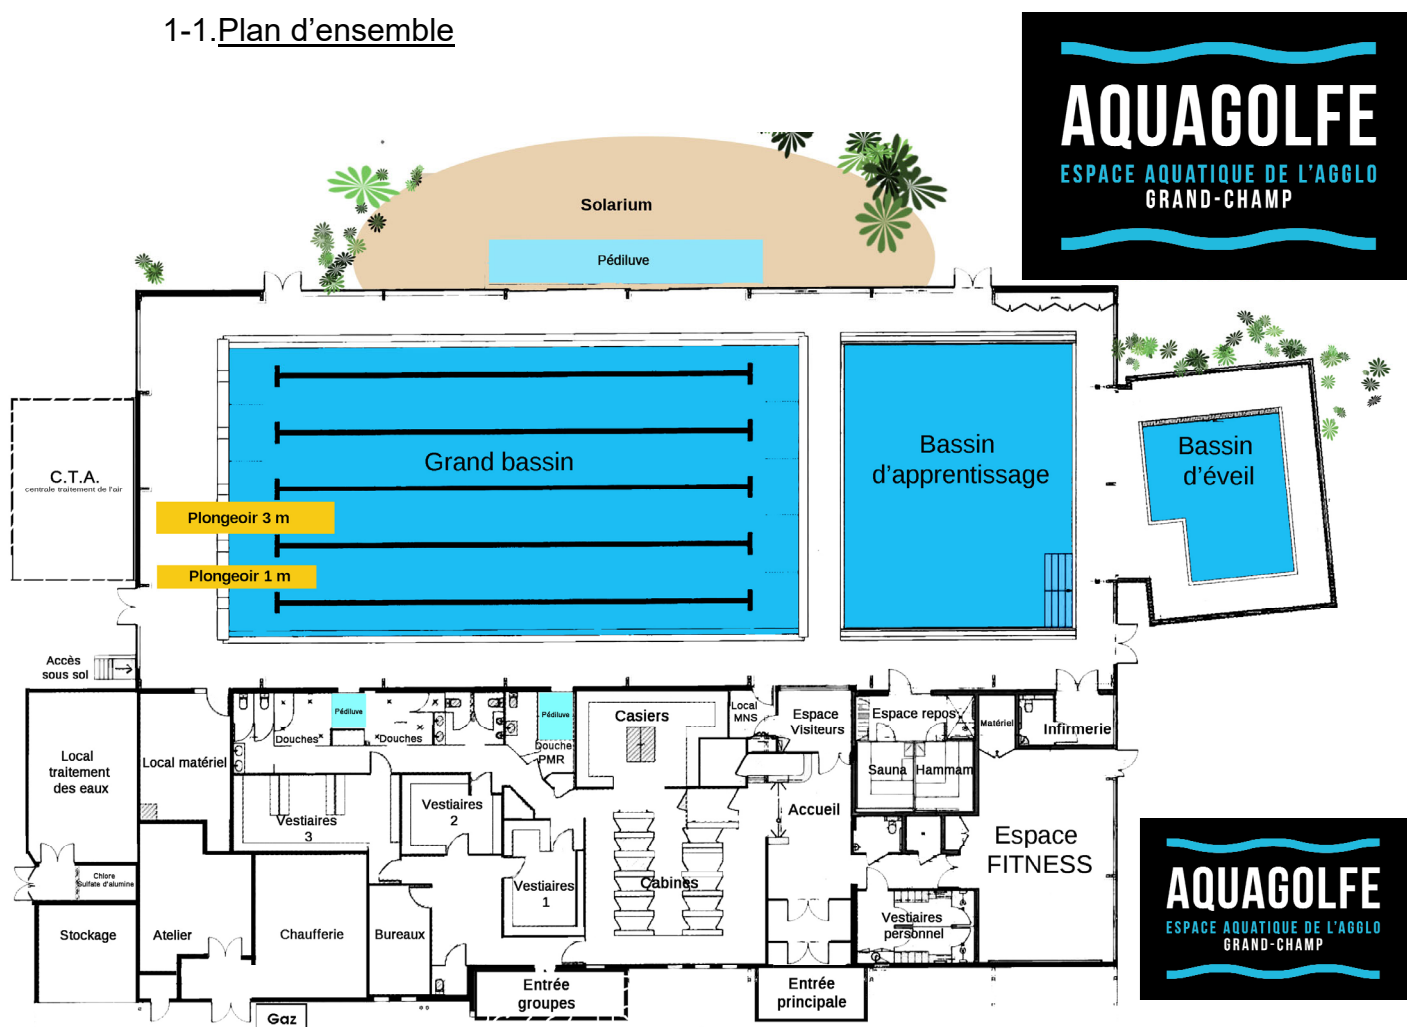 1-1.Plan d’ensemble
AQUAGOLFE
ESPACE AQUATIQUE DE L'AGGLO
GRAND-CHAMP
Solarium
Pédiluve
Grand bassin
Bassin
d’apprentissage
Bassin
d’éveil
C.T.A.
centrale traitement de l'air
Plongeoir 3 m
Plongeoir 1 m
Accès
sous sol
Local
traitement
des eaux
Local matériel
Douches
Pédiluve
Douches
Pédiluve
Douche
PMR
Casiers
Local
MNS
Espace
Visiteurs
Espace repos
Matériel
Infirmerie
Sauna
Hammam
Vestiaires
3
Vestiaires
2
Vestiaires
1
Cabines
Accueil
Espace
FITNESS
Chlore
Sulfate d'alumine
Stockage
Atelier
Chaufferie
Bureaux
Vestiaires
personnel
Entrée
groupes
Entrée
principale
Gaz
AQUAGOLFE
ESPACE AQUATIQUE DE L'AGGLO
GRAND-CHAMP